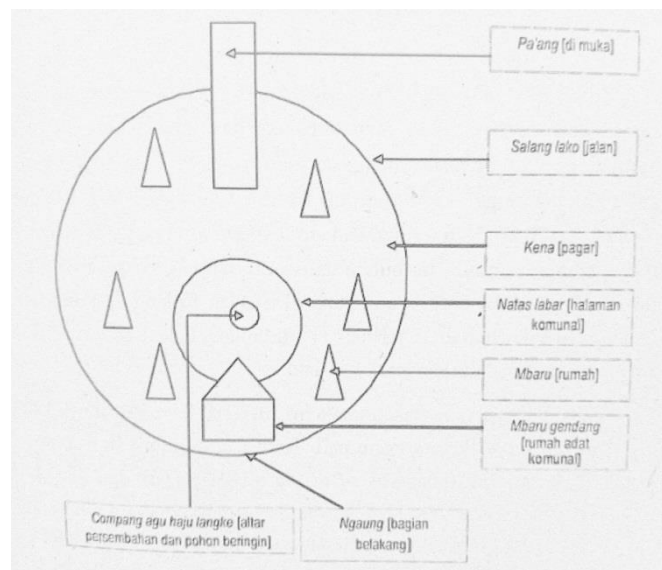 Pa'ang [di muka]
Salang lako [jalan]
Kena [pagar]
Natas labar [halaman
komunal]
Mbaru [rumah]
Mbaru gendang
[rumah adat
komunal]
Compang agu haju langke [altar
persembahan dan pohon beringin]
Ngaung [bagian
belakang]